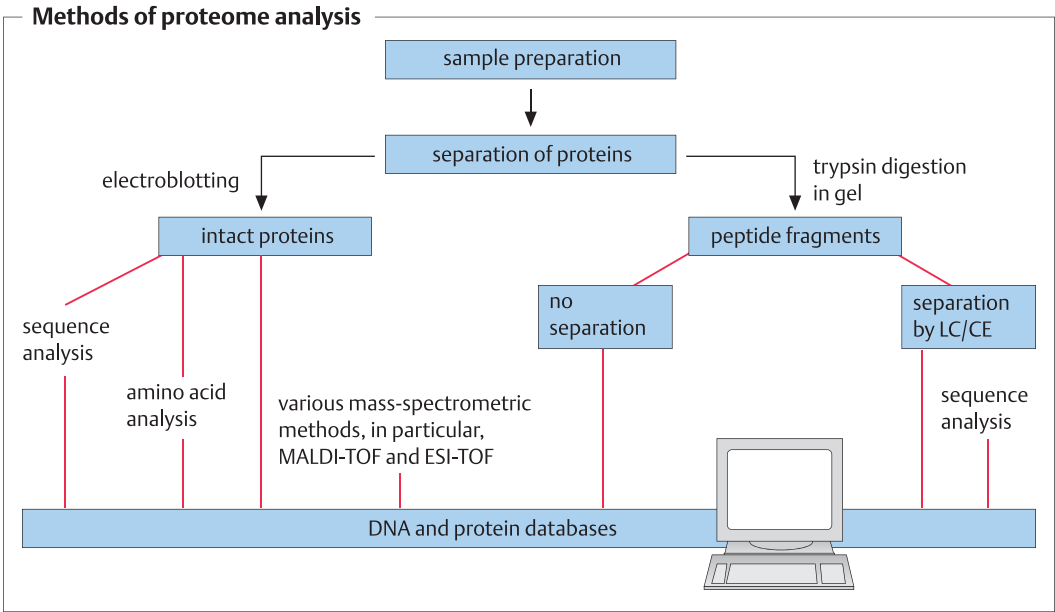 Methods of proteome analysis
sample preparation
separation of proteins
electroblotting
trypsin digestion
in gel
intact proteins
peptide fragments
no
separation
separation
by LC/CE
sequence
analysis
amino acid
analysis
various mass-spectrometric
methods, in particular,
MALDI-TOF and ESI-TOF
sequence
analysis
DNA and protein databases